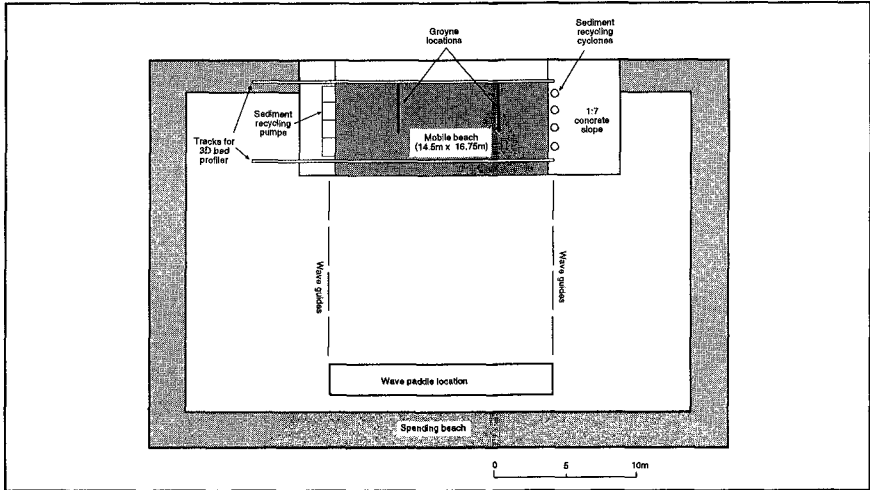 Groyne
locations
Sediment
recycling
cyclones
Sediment
recycling
pumps
1:7
concrete
slope
Tracks for
3D bed
profiler
Mobile beach
(14.5m x 16.75m)
Wave guides
Wave guides
Wave paddle location
Spending beach
0 5 10m